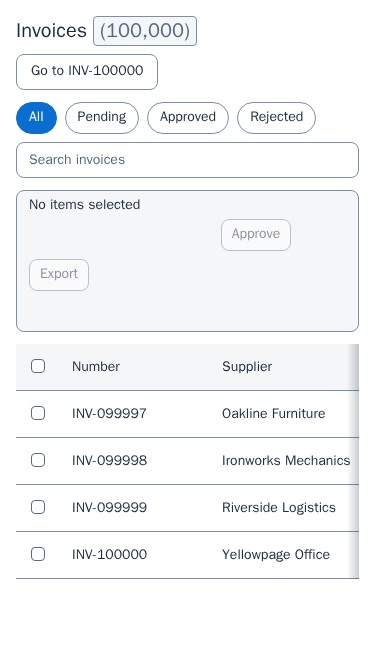 Invoices (100,000)
Go to INV-100000
All Pending Approved Rejected
Search invoices
No items selected
Approve
Export
Number Supplier
INV-099997 Oakline Furniture
INV-099998 Ironworks Mechanics
INV-099999 Riverside Logistics
INV-100000 Yellowpage Office